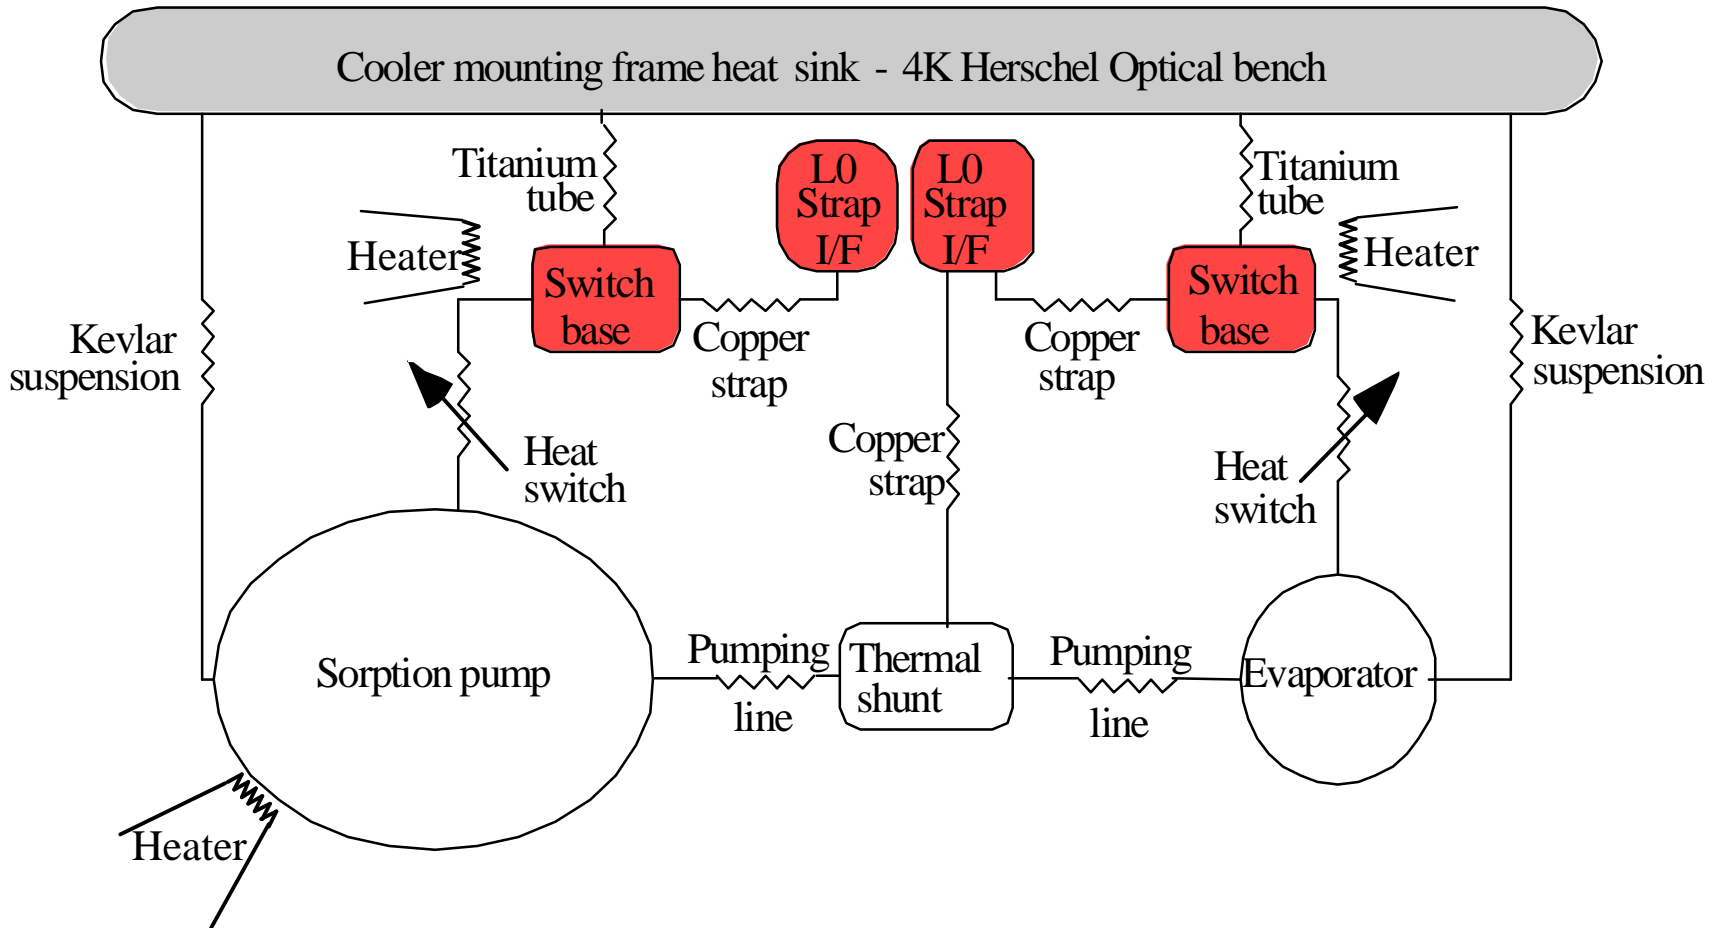 Cooler mounting frame heat sink - 4K Herschel Optical bench
Titanium
tube
L0
Strap
I/F
L0
Strap
I/F
Titanium
tube
Heater
Switch
base
Switch
base
Heater
Kevlar
suspension
Copper
strap
Copper
strap
Kevlar
suspension
Heat
switch
Copper
strap
Heat
switch
Sorption pump
Pumping
line
Thermal
shunt
Pumping
line
Evaporator
Heater